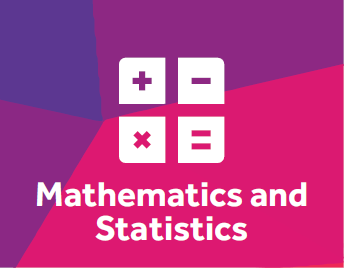 + −
× =
Mathematics and
Statistics